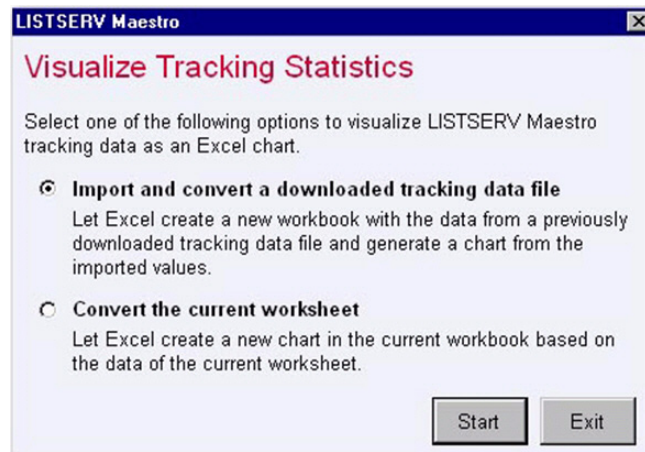 LISTSERV Maestro
Visualize Tracking Statistics
Select one of the following options to visualize LISTSERV Maestro
tracking data as an Excel chart.
Import and convert a downloaded tracking data file
Let Excel create a new workbook with the data from a previously
downloaded tracking data file and generate a chart from the
imported values.
Convert the current worksheet
Let Excel create a new chart in the current workbook based on
the data of the current worksheet.
Start Exit